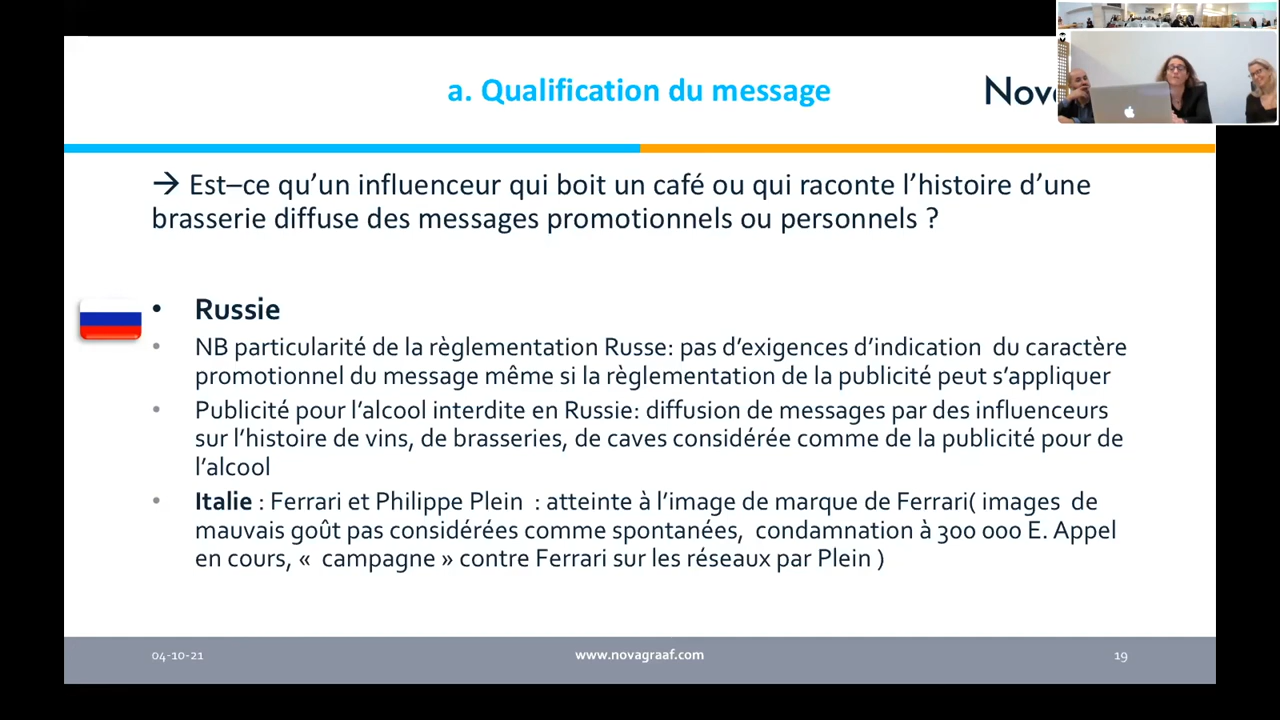 a. Qualification du message
→ Est–ce qu’un influenceur qui boit un café ou qui raconte l’histoire d’une
brasserie diffuse des messages promotionnels ou personnels ?
• Russie
• NB particularité de la règlementation Russe: pas d’exigences d’indication du caractère
promotionnel du message même si la règlementation de la publicité peut s’appliquer
• Publicité pour l’alcool interdite en Russie: diffusion de messages par des influenceurs
sur l’histoire de vins, de brasseries, de caves considérée comme de la publicité pour de
l’alcool
• Italie : Ferrari et Philippe Plein : atteinte à l’image de marque de Ferrari( images de
mauvais goût pas considérées comme spontanées, condamnation à 300 000 E. Appel
en cours, « campagne » contre Ferrari sur les réseaux par Plein )
04-10-21
www.novagraaf.com
19